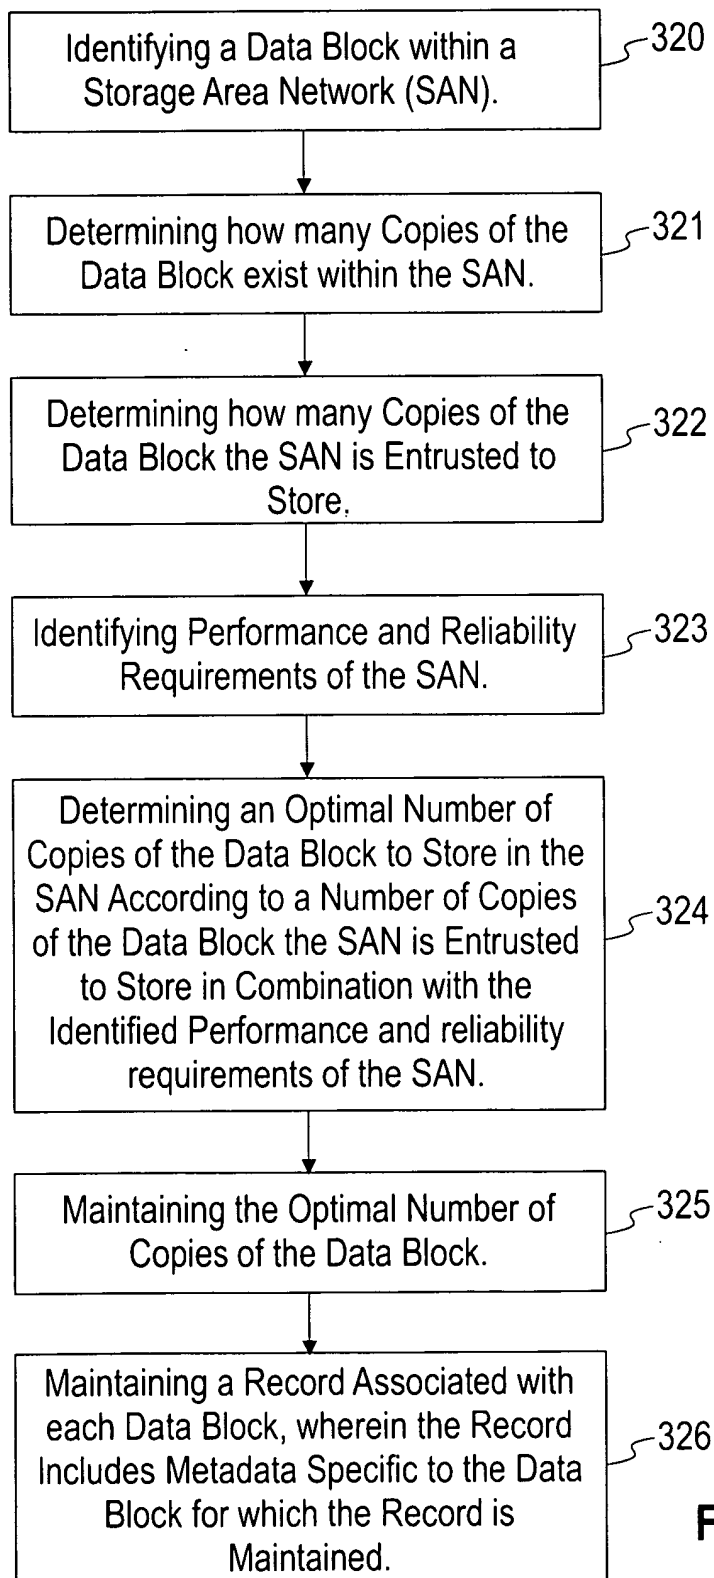 Identifying a Data Block within a
Storage Area Network (SAN).
320
Determining how many Copies of the
Data Block exist within the SAN.
321
Determining how many Copies of the
Data Block the SAN is Entrusted to
Store.
322
Identifying Performance and Reliability
Requirements of the SAN.
323
Determining an Optimal Number of
Copies of the Data Block to Store in the
SAN According to a Number of Copies
of the Data Block the SAN is Entrusted
to Store in Combination with the
Identified Performance and reliability
requirements of the SAN.
324
Maintaining the Optimal Number of
Copies of the Data Block.
325
Maintaining a Record Associated with
each Data Block, wherein the Record
Includes Metadata Specific to the Data
Block for which the Record is
Maintained.
326